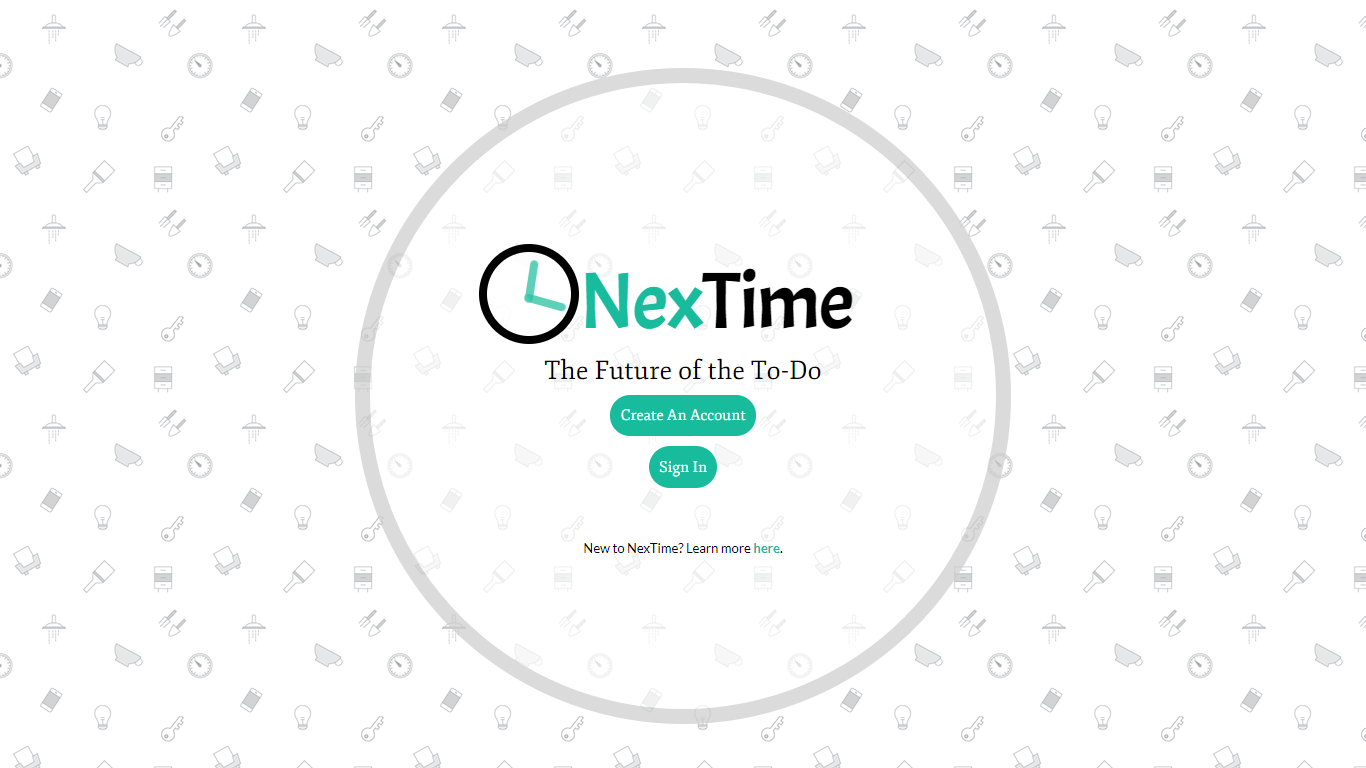 NexTime
The Future of the To-Do
Create An Account
Sign In
New to NexTime? Learn more here.